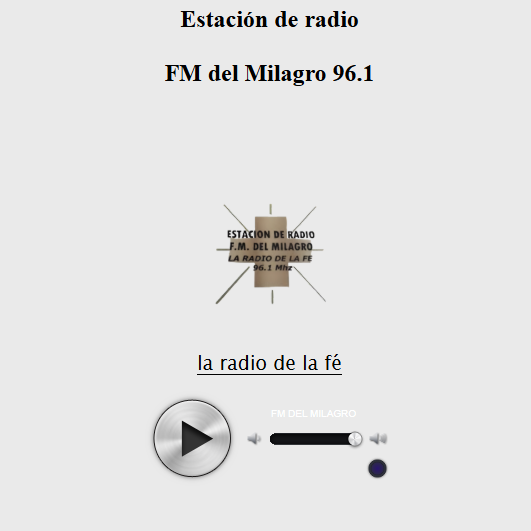 Estación de radio
FM del Milagro 96.1
ESTACION DE RADIO
F.M. DEL MILAGRO
LA RADIO DE LA FE
96.1 Mhz
la radio de la fé
FM DEL MILAGRO